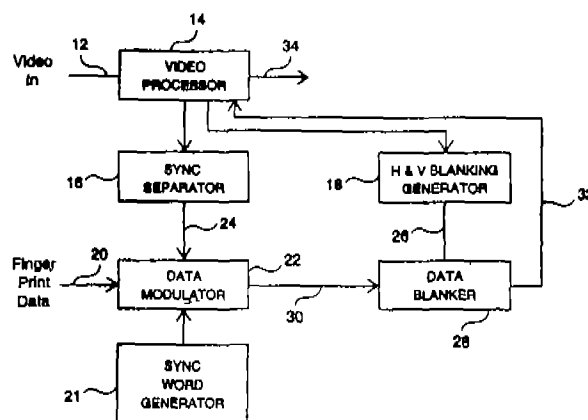 14
12
34
Video
In
VIDEO
PROCESSOR
16
SYNC
SEPARATOR
18
H & V BLANKING
GENERATOR
32
24
26
Finger
Print
Data
20
22
DATA
MODULATOR
30
DATA
BLANKER
28
21
SYNC
WORD
GENERATOR